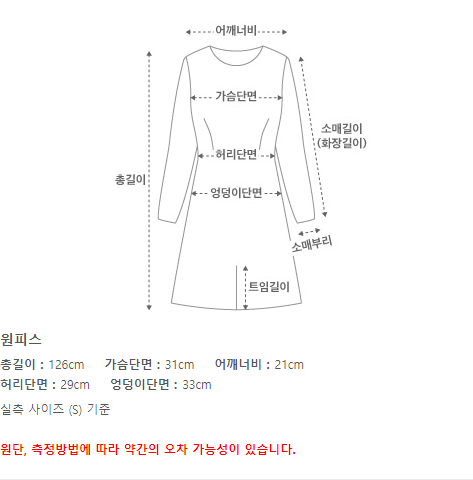 어깨너비
가슴단면
소매길이
(화장길이)
허리단면
총길이
엉덩이단면
소매부리
트임길이
원피스
총길이 : 126cm 가슴단면 : 31cm 어깨너비 : 21cm
허리단면 : 29cm 엉덩이단면 : 33cm
실측 사이즈 (S) 기준
원단, 측정방법에 따라 약간의 오차 가능성이 있습니다.